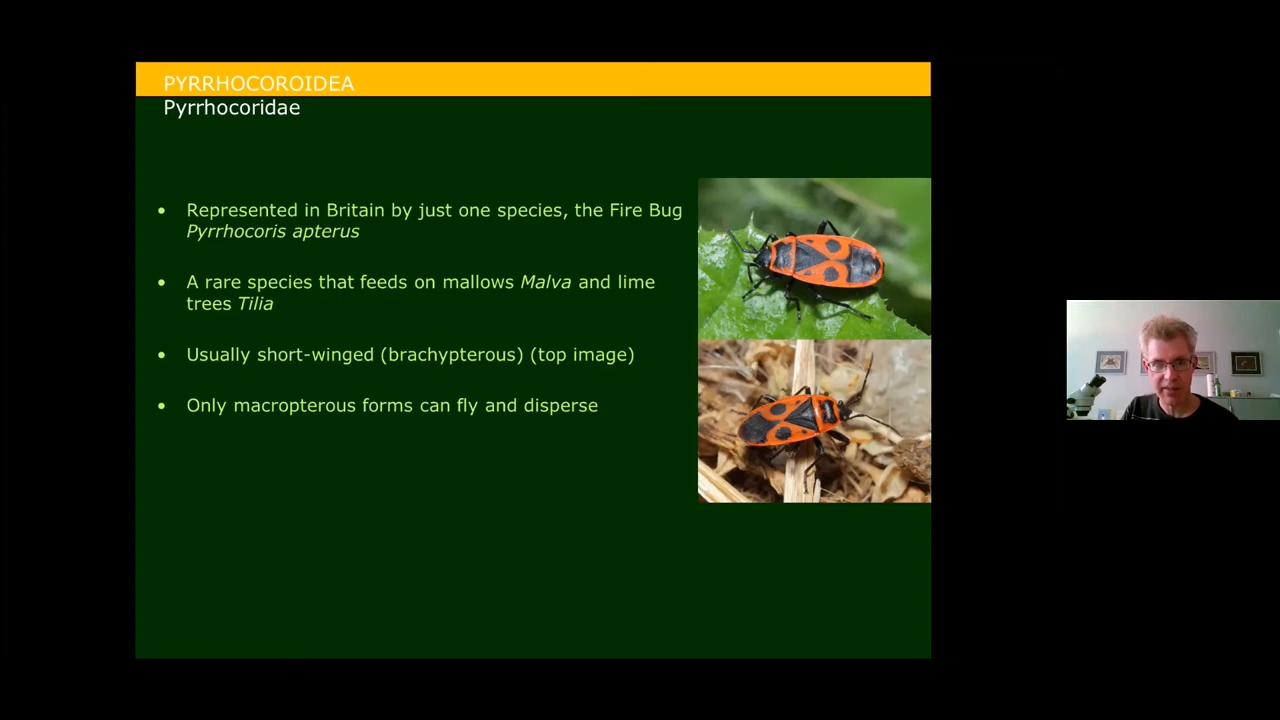 PYRRHOCOROIDEA
Pyrrhocoridae
• Represented in Britain by just one species, the Fire Bug
Pyrrhocoris apterus
• A rare species that feeds on mallows Malva and lime
trees Tilia
• Usually short-winged (brachypterous) (top image)
• Only macropterous forms can fly and disperse